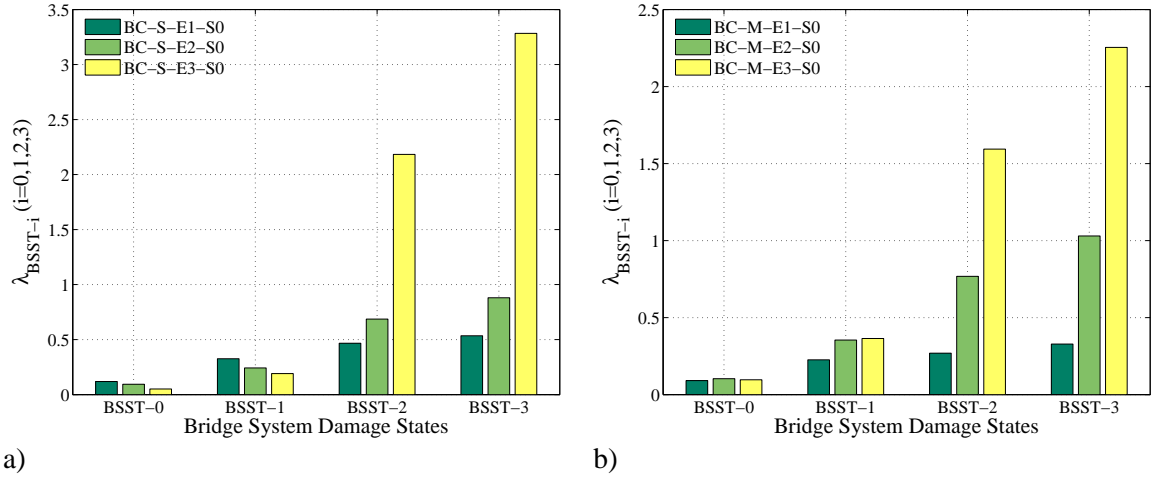 3.5
3
2.5
2
1.5
1
0.5
0
λBSST−i (i=0,1,2,3)
BC−S−E1−S0
BC−S−E2−S0
BC−S−E3−S0
BSST−0 BSST−1 BSST−2 BSST−3
Bridge System Damage States
a)
2.5
2
1.5
1
0.5
0
λBSST−i (i=0,1,2,3)
BC−M−E1−S0
BC−M−E2−S0
BC−M−E3−S0
BSST−0 BSST−1 BSST−2 BSST−3
Bridge System Damage States
b)